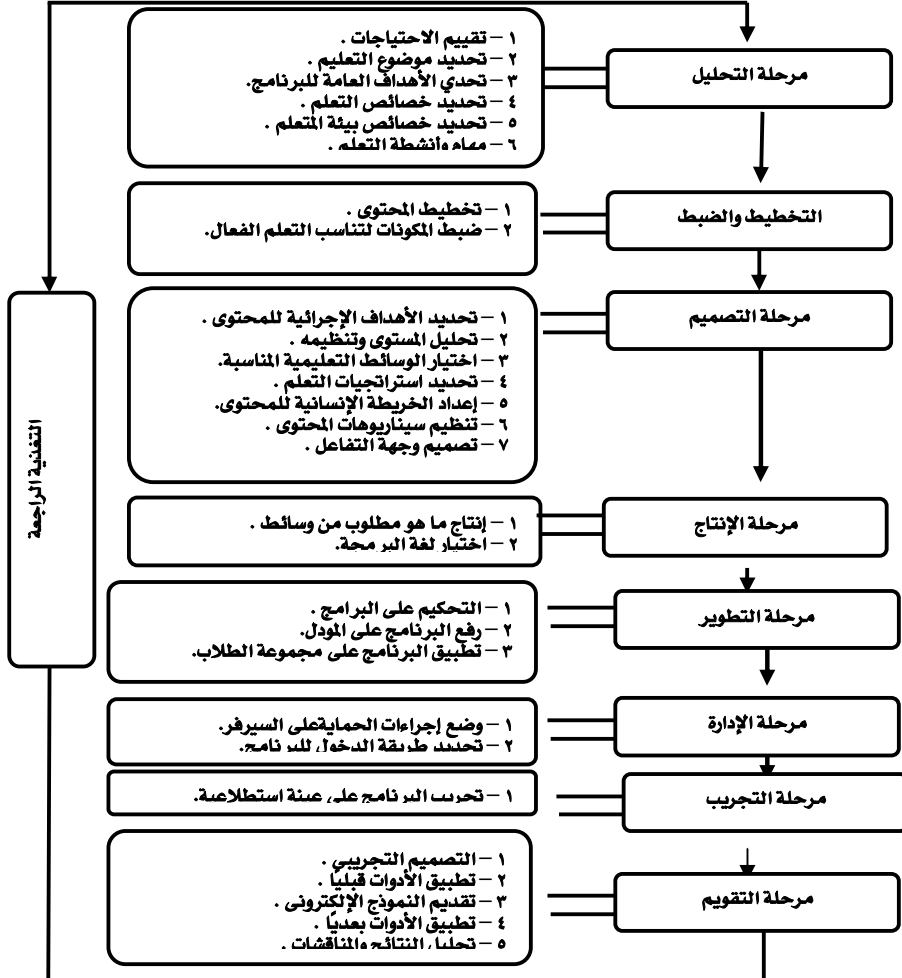 مرحلة التحليل
١ – تقييم الاحتياجات .
٢ – تحديد موضوع التعليم .
٣ – تحدي الأهداف العامة للبرنامج.
٤ – تحديد خصائص التعلم .
٥ – تحديد خصائص بيئة المتعلم .
٦ – مهام وأنشطة التعلم .
التخطيط والضبط
١ – تخطيط المحتوى .
٢ – ضبط المكونات لتناسب التعلم الفعال.
مرحلة التصميم
١ – تحديد الأهداف الإجرائية للمحتوى .
٢ – تحليل المستوى وتنظيمه .
٣ – اختيار الوسائط التعليمية المناسبة.
٤ – تحديد استراتجيات التعلم .
٥ – إعداد الخريطة الإنسانية للمحتوى.
٦ – تنظيم سيناريوهات المحتوى .
٧ – تصميم وجهة التفاعل .
مرحلة الإنتاج
١ – إنتاج ما هو مطلوب من وسائط .
٢ – اختيار لغة البرمجة.
مرحلة التطوير
١ – التحكيم على البرامج .
٢ – رفع البرنامج على المودل.
٣ – تطبيق البرنامج على مجموعة الطلاب.
مرحلة الإدارة
١ – وضع إجراءات الحمايةعلى السيرفر.
٢ – تحديد طريقة الدخول للبرنامج.
مرحلة التجريب
١ – تجريب البرنامج على عينة استطلاعية.
مرحلة التقويم
١ – التصميم التجريبي .
٢ – تطبيق الأدوات قبليًا .
٣ – تقديم النموذج الإلكترونى .
٤ – تطبيق الأدوات بعديًا .
٥ – تحليل النتائج والمناقشات .
التغذية الراجعة